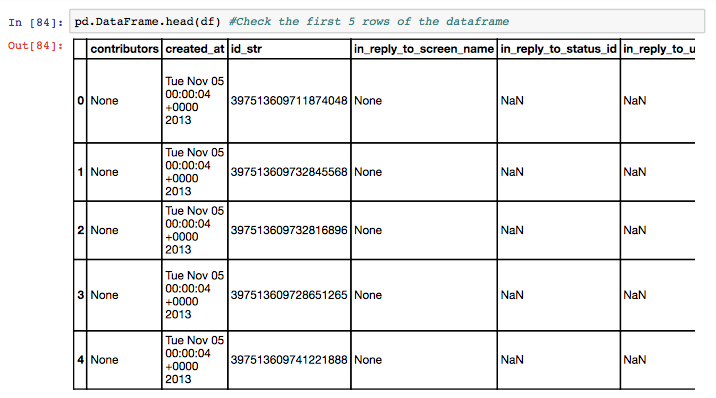 In [84]: pd.DataFrame.head(df) #Check the first 5 rows of the dataframe
Out[84]:
contributors created_at id_str in_reply_to_screen_name in_reply_to_status_id in_reply_to_u
0 None Tue Nov 05 00:00:04 +0000 2013 397513609711874048 None NaN NaN
1 None Tue Nov 05 00:00:04 +0000 2013 397513609732845568 None NaN NaN
2 None Tue Nov 05 00:00:04 +0000 2013 397513609732816896 None NaN NaN
3 None Tue Nov 05 00:00:04 +0000 2013 397513609728651265 None NaN NaN
4 None Tue Nov 05 00:00:04 +0000 2013 397513609741221888 None NaN NaN